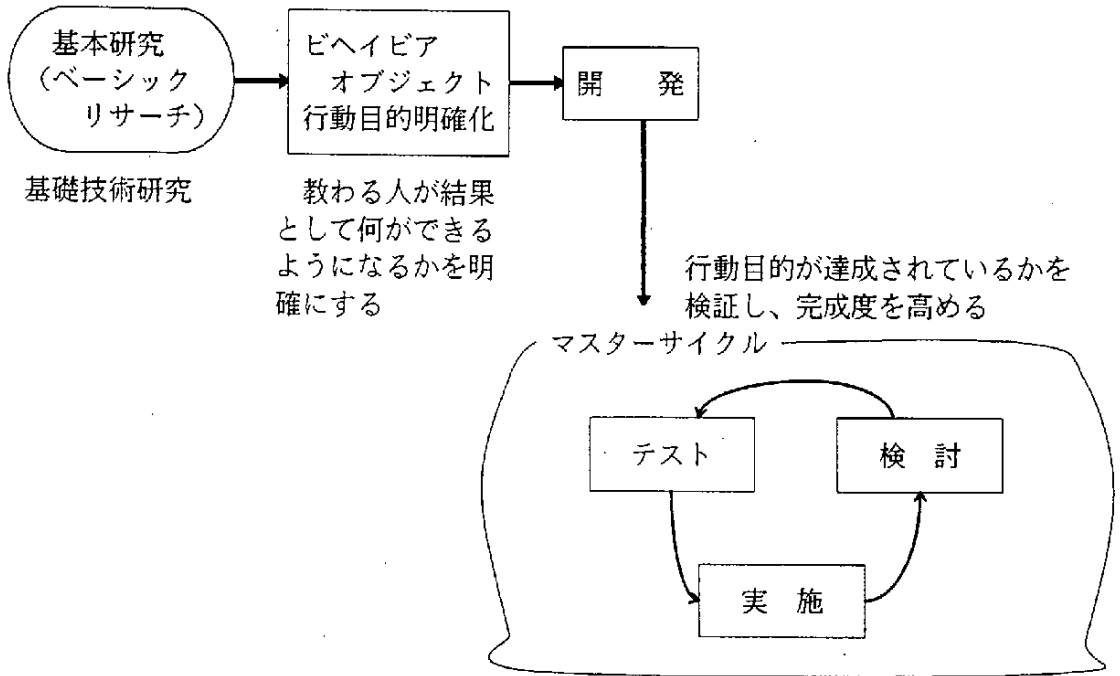 基本研究
（ベーシック
リサーチ）
基礎技術研究
ビヘイビア
オブジェクト
行動目的明確化
教わる人が結果
として何ができる
ようになるかを明
確にする
開　発
行動目的が達成されているかを
検証し、完成度を高める
マスターサイクル
テスト
検　討
実　施